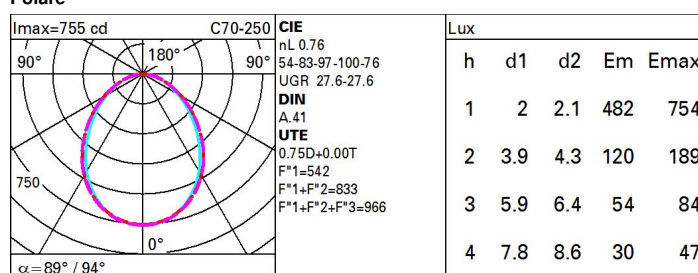 Polare
Imax=755 cd C70-250
90° 180° 90°
750
0°
α=89° / 94°
CIE
nL 0.76
54-83-97-100-76
UGR 27.6-27.6
DIN
A.41
UTE
0.75D+0.00T
F"1=542
F"1+F"2=833
F"1+F"2+F"3=966
Lux
h d1 d2 Em Emax
1 2 2.1 482 754
2 3.9 4.3 120 189
3 5.9 6.4 54 84
4 7.8 8.6 30 47